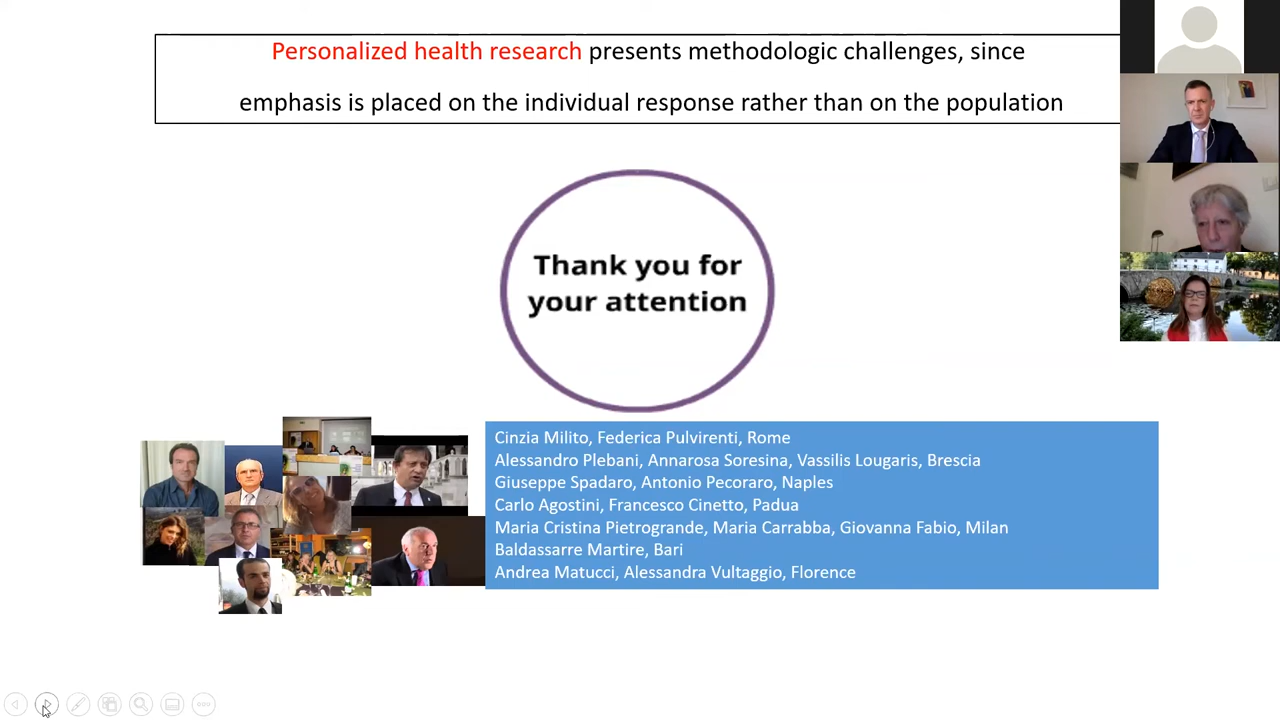 Personalized health research presents methodologic challenges, since
emphasis is placed on the individual response rather than on the population
Thank you for
your attention
Cinzia Milito, Federica Pulvirenti, Rome
Alessandro Plebani, Annarosa Soresina, Vassilis Lougaris, Brescia
Giuseppe Spadaro, Antonio Pecoraro, Naples
Carlo Agostini, Francesco Cinetto, Padua
Maria Cristina Pietrogrande, Maria Carrabba, Giovanna Fabio, Milan
Baldassarre Martire, Bari
Andrea Matucci, Alessandra Vultaggio, Florence